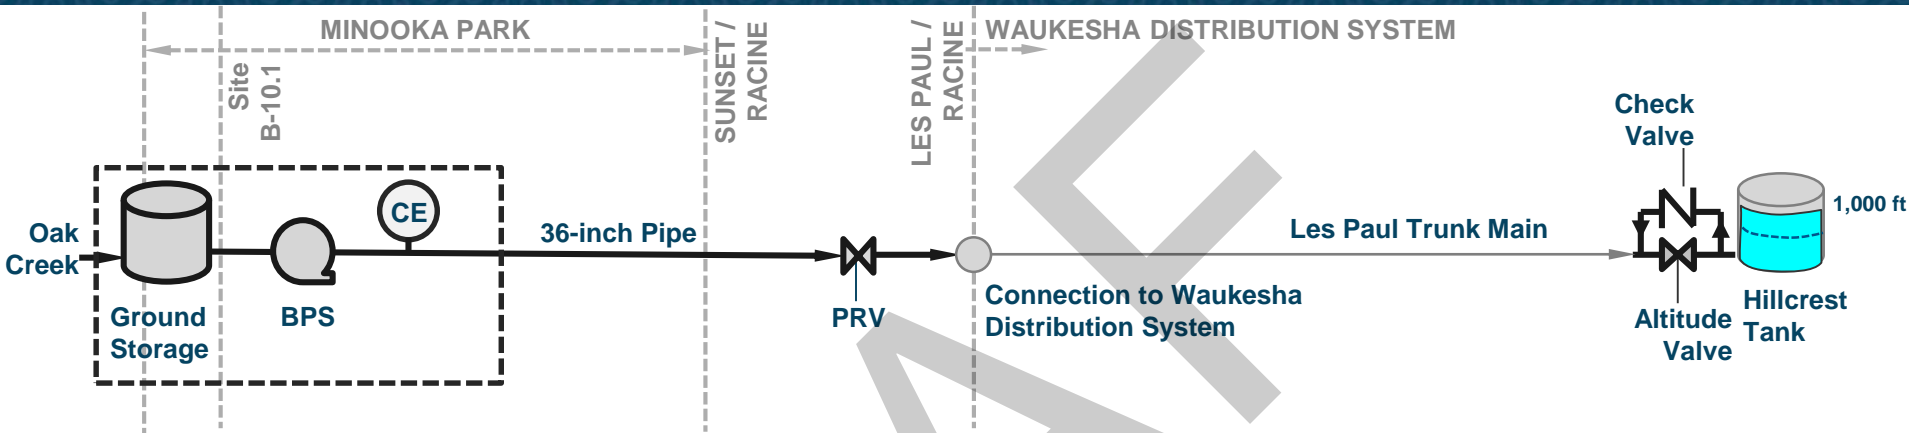 MINOOKA PARK
WAUKESHA DISTRIBUTION SYSTEM
Site
B-10.1
SUNSET /
RACINE
LES PAUL /
RACINE
Check
Valve
CE
Oak
Creek
36-inch Pipe
Les Paul Trunk Main
1,000 ft
Ground
Storage
BPS
PRV
Connection to Waukesha
Distribution System
Altitude
Valve
Hillcrest
Tank